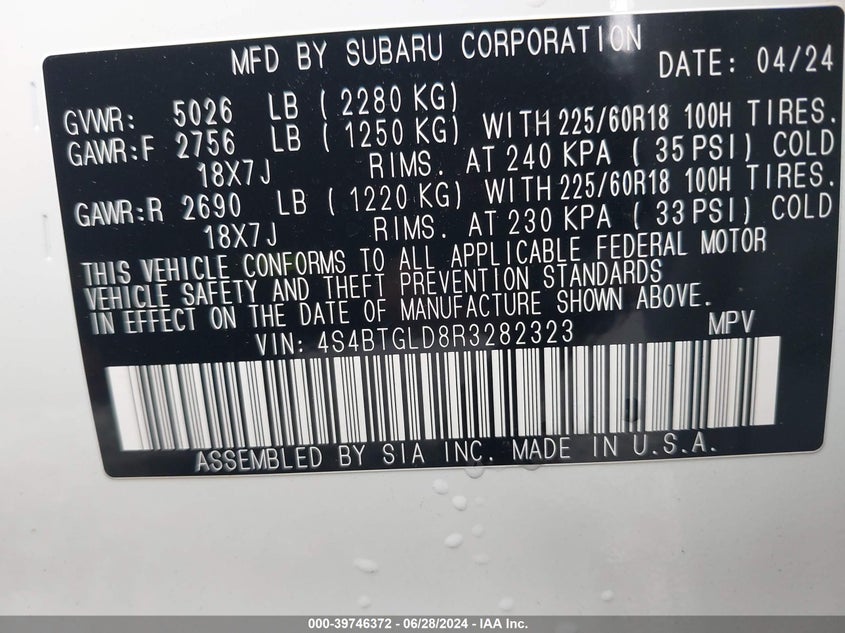 MFD BY SUBARU CORPORATION DATE: 04/24
GVWR: 5026 LB ( 2280 KG)
GAWR:F 2756 LB ( 1250 KG) WITH 225/60R18 100H TIRES.
18X7J RIMS. AT 240 KPA ( 35 PSI) COLD
GAWR:R 2690 LB ( 1220 KG) WITH 225/60R18 100H TIRES.
18X7J RIMS. AT 230 KPA ( 33 PSI) COLD
THIS VEHICLE CONFORMS TO ALL APPLICABLE FEDERAL MOTOR
VEHICLE SAFETY AND THEFT PREVENTION STANDARDS
IN EFFECT ON THE DATE OF MANUFACTURE SHOWN ABOVE.
VIN: 4S4BTGLD8R3282323 MPV
ASSEMBLED BY SIA INC. MADE IN U.S.A.
000-39746372 - 06/28/2024 - IAA Inc.